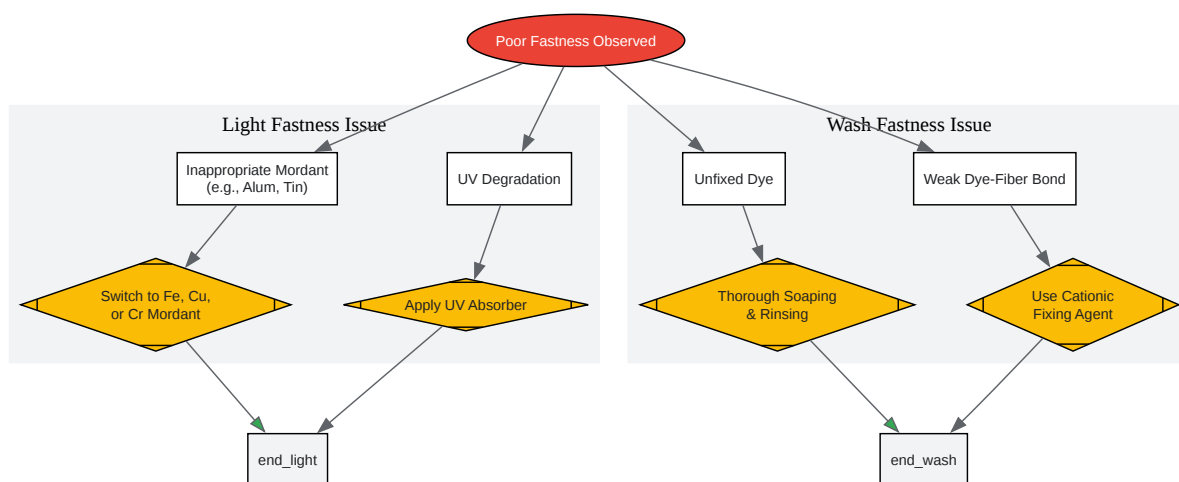 Poor Fastness Observed
Light Fastness Issue
Wash Fastness Issue
Inappropriate Mordant
(e.g., Alum, Tin)
UV Degradation
Unfixed Dye
Weak Dye-Fiber Bond
Switch to Fe, Cu,
or Cr Mordant
Apply UV Absorber
Thorough Soaping
& Rinsing
Use Cationic
Fixing Agent
end_light
end_wash